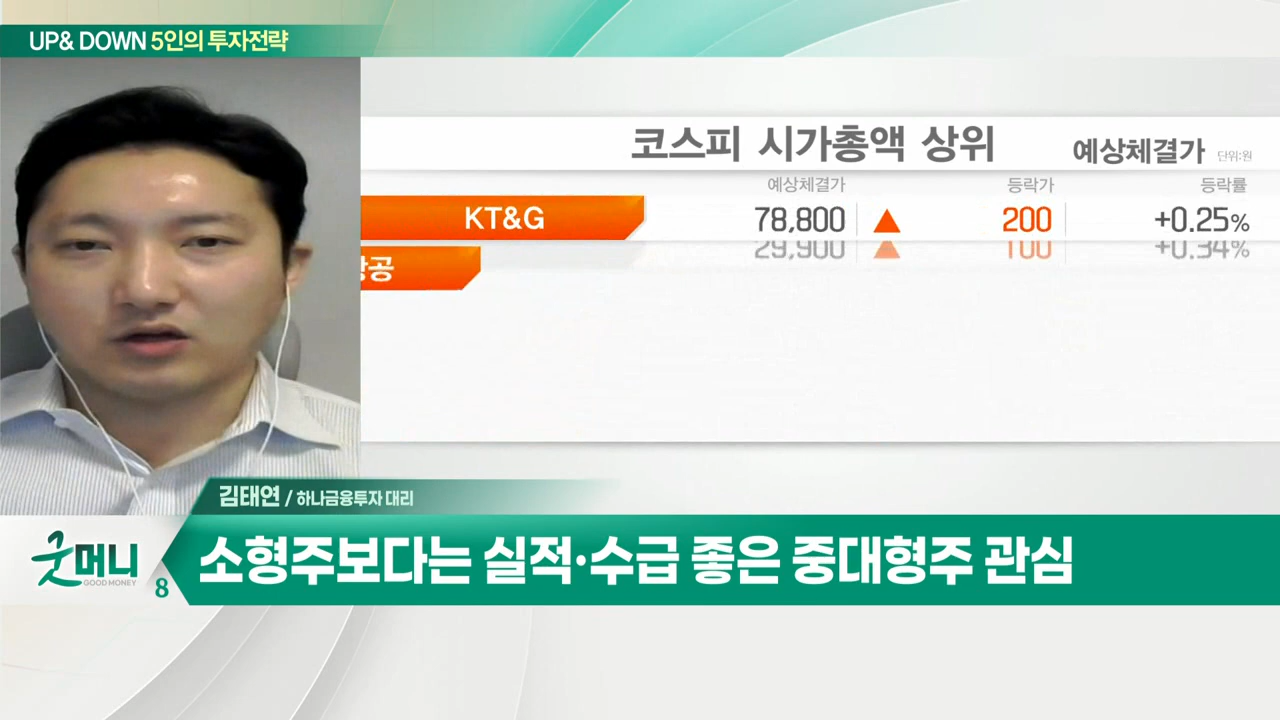 UP& DOWN 5인의 투자전략
코스피 시가총액 상위 예상체결가 단위:원
예상체결가 등락가 등락률
KT&G 78,800 ▲ 200 +0.25%
항공 29,900 ▲ 100 +0.34%
김태연 / 하나금융투자 대리
굿머니
GOOD MONEY
8
소형주보다는 실적·수급 좋은 중대형주 관심